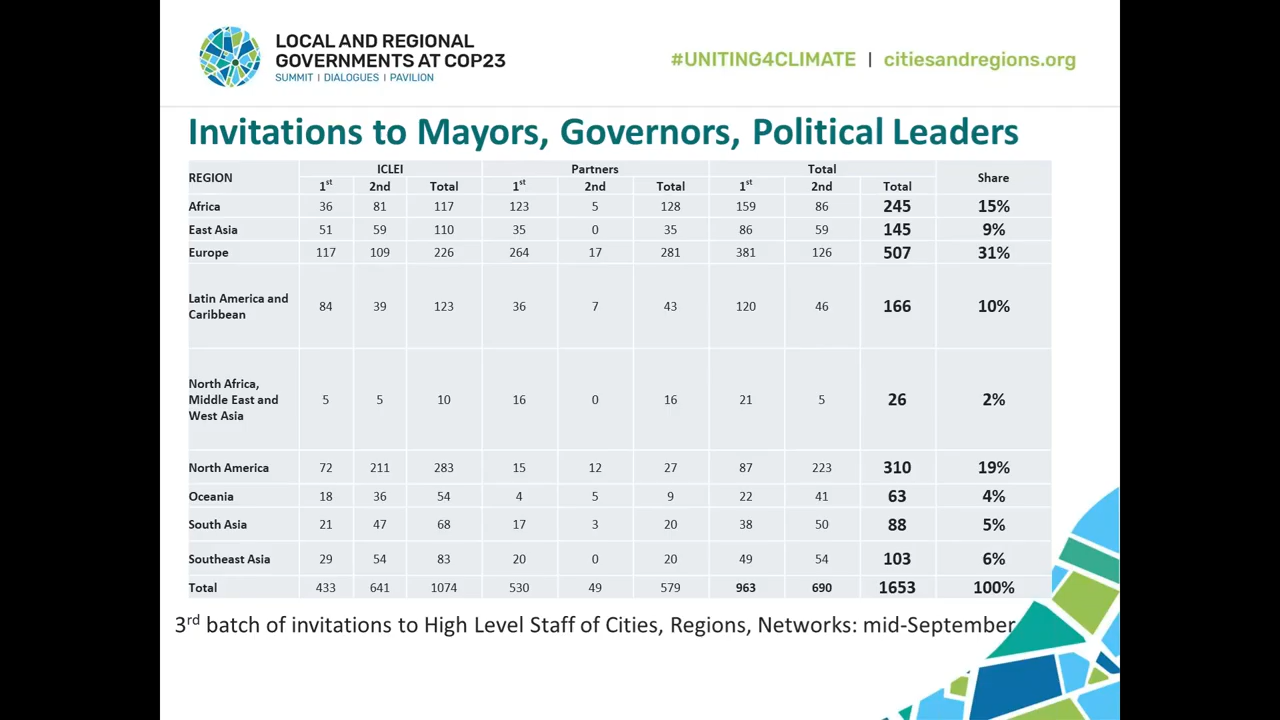 LOCAL AND REGIONAL
GOVERNMENTS AT COP23
SUMMIT | DIALOGUES | PAVILION
#UNITING4CLIMATE | citiesandregions.org
Invitations to Mayors, Governors, Political Leaders
REGION ICLEI Partners Total Share
1st 2nd Total 1st 2nd Total 1st 2nd Total
Africa 36 81 117 123 5 128 159 86 245 15%
East Asia 51 59 110 35 0 35 86 59 145 9%
Europe 117 109 226 264 17 281 381 126 507 31%
Latin America and
Caribbean 84 39 123 36 7 43 120 46 166 10%
North Africa,
Middle East and
West Asia 5 5 10 16 0 16 21 5 26 2%
North America 72 211 283 15 12 27 87 223 310 19%
Oceania 18 36 54 4 5 9 22 41 63 4%
South Asia 21 47 68 17 3 20 38 50 88 5%
Southeast Asia 29 54 83 20 0 20 49 54 103 6%
Total 433 641 1074 530 49 579 963 690 1653 100%
3rd batch of invitations to High Level Staff of Cities, Regions, Networks: mid-September